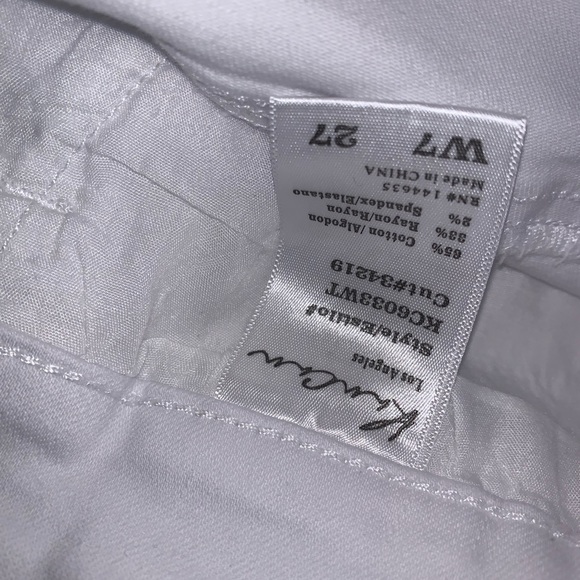 KanCan
Los Angeles
Style/Estilo#
KC6033WT
Cut#34219
65% Cotton/Algodon
33% Rayon/Rayon
2% Spandex/Elastano
RN# 144635
Made in CHINA
W7 27